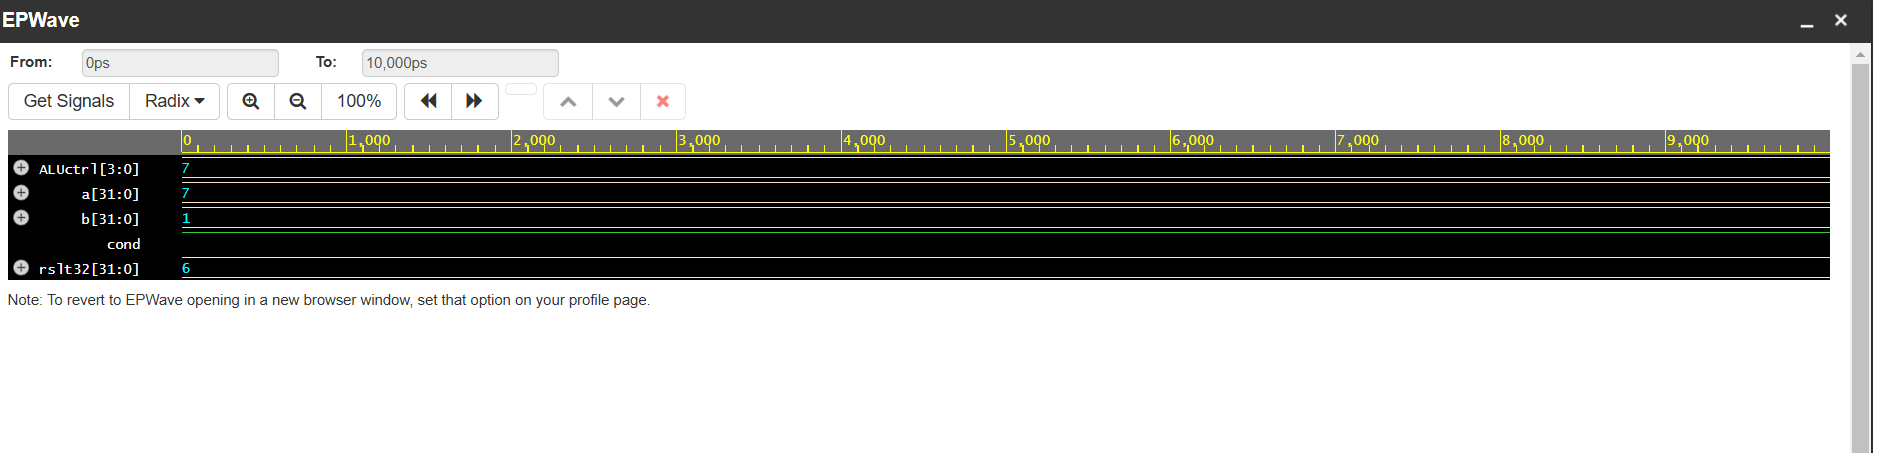 EPWave
From: 0ps To: 10,000ps
Get Signals Radix 100%
0 1,000 2,000 3,000 4,000 5,000 6,000 7,000 8,000 9,000
ALUctrl[3:0] 7
a[31:0] 7
b[31:0] 1
cond
rslt32[31:0] 6
Note: To revert to EPWave opening in a new browser window, set that option on your profile page.